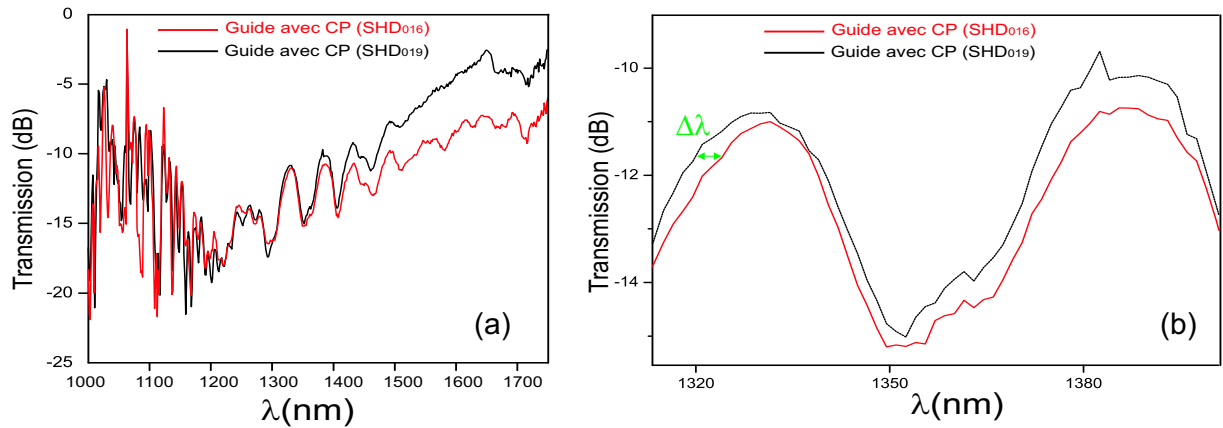 Guide avec CP (SHD016)
Guide avec CP (SHD019)
Transmission (dB)
0
-5
-10
-15
-20
-25
1000 1100 1200 1300 1400 1500 1600 1700
λ(nm)
(a)
Guide avec CP (SHD016)
Guide avec CP (SHD019)
Transmission (dB)
-10
-12
-14
Δλ
1320 1350 1380
λ(nm)
(b)